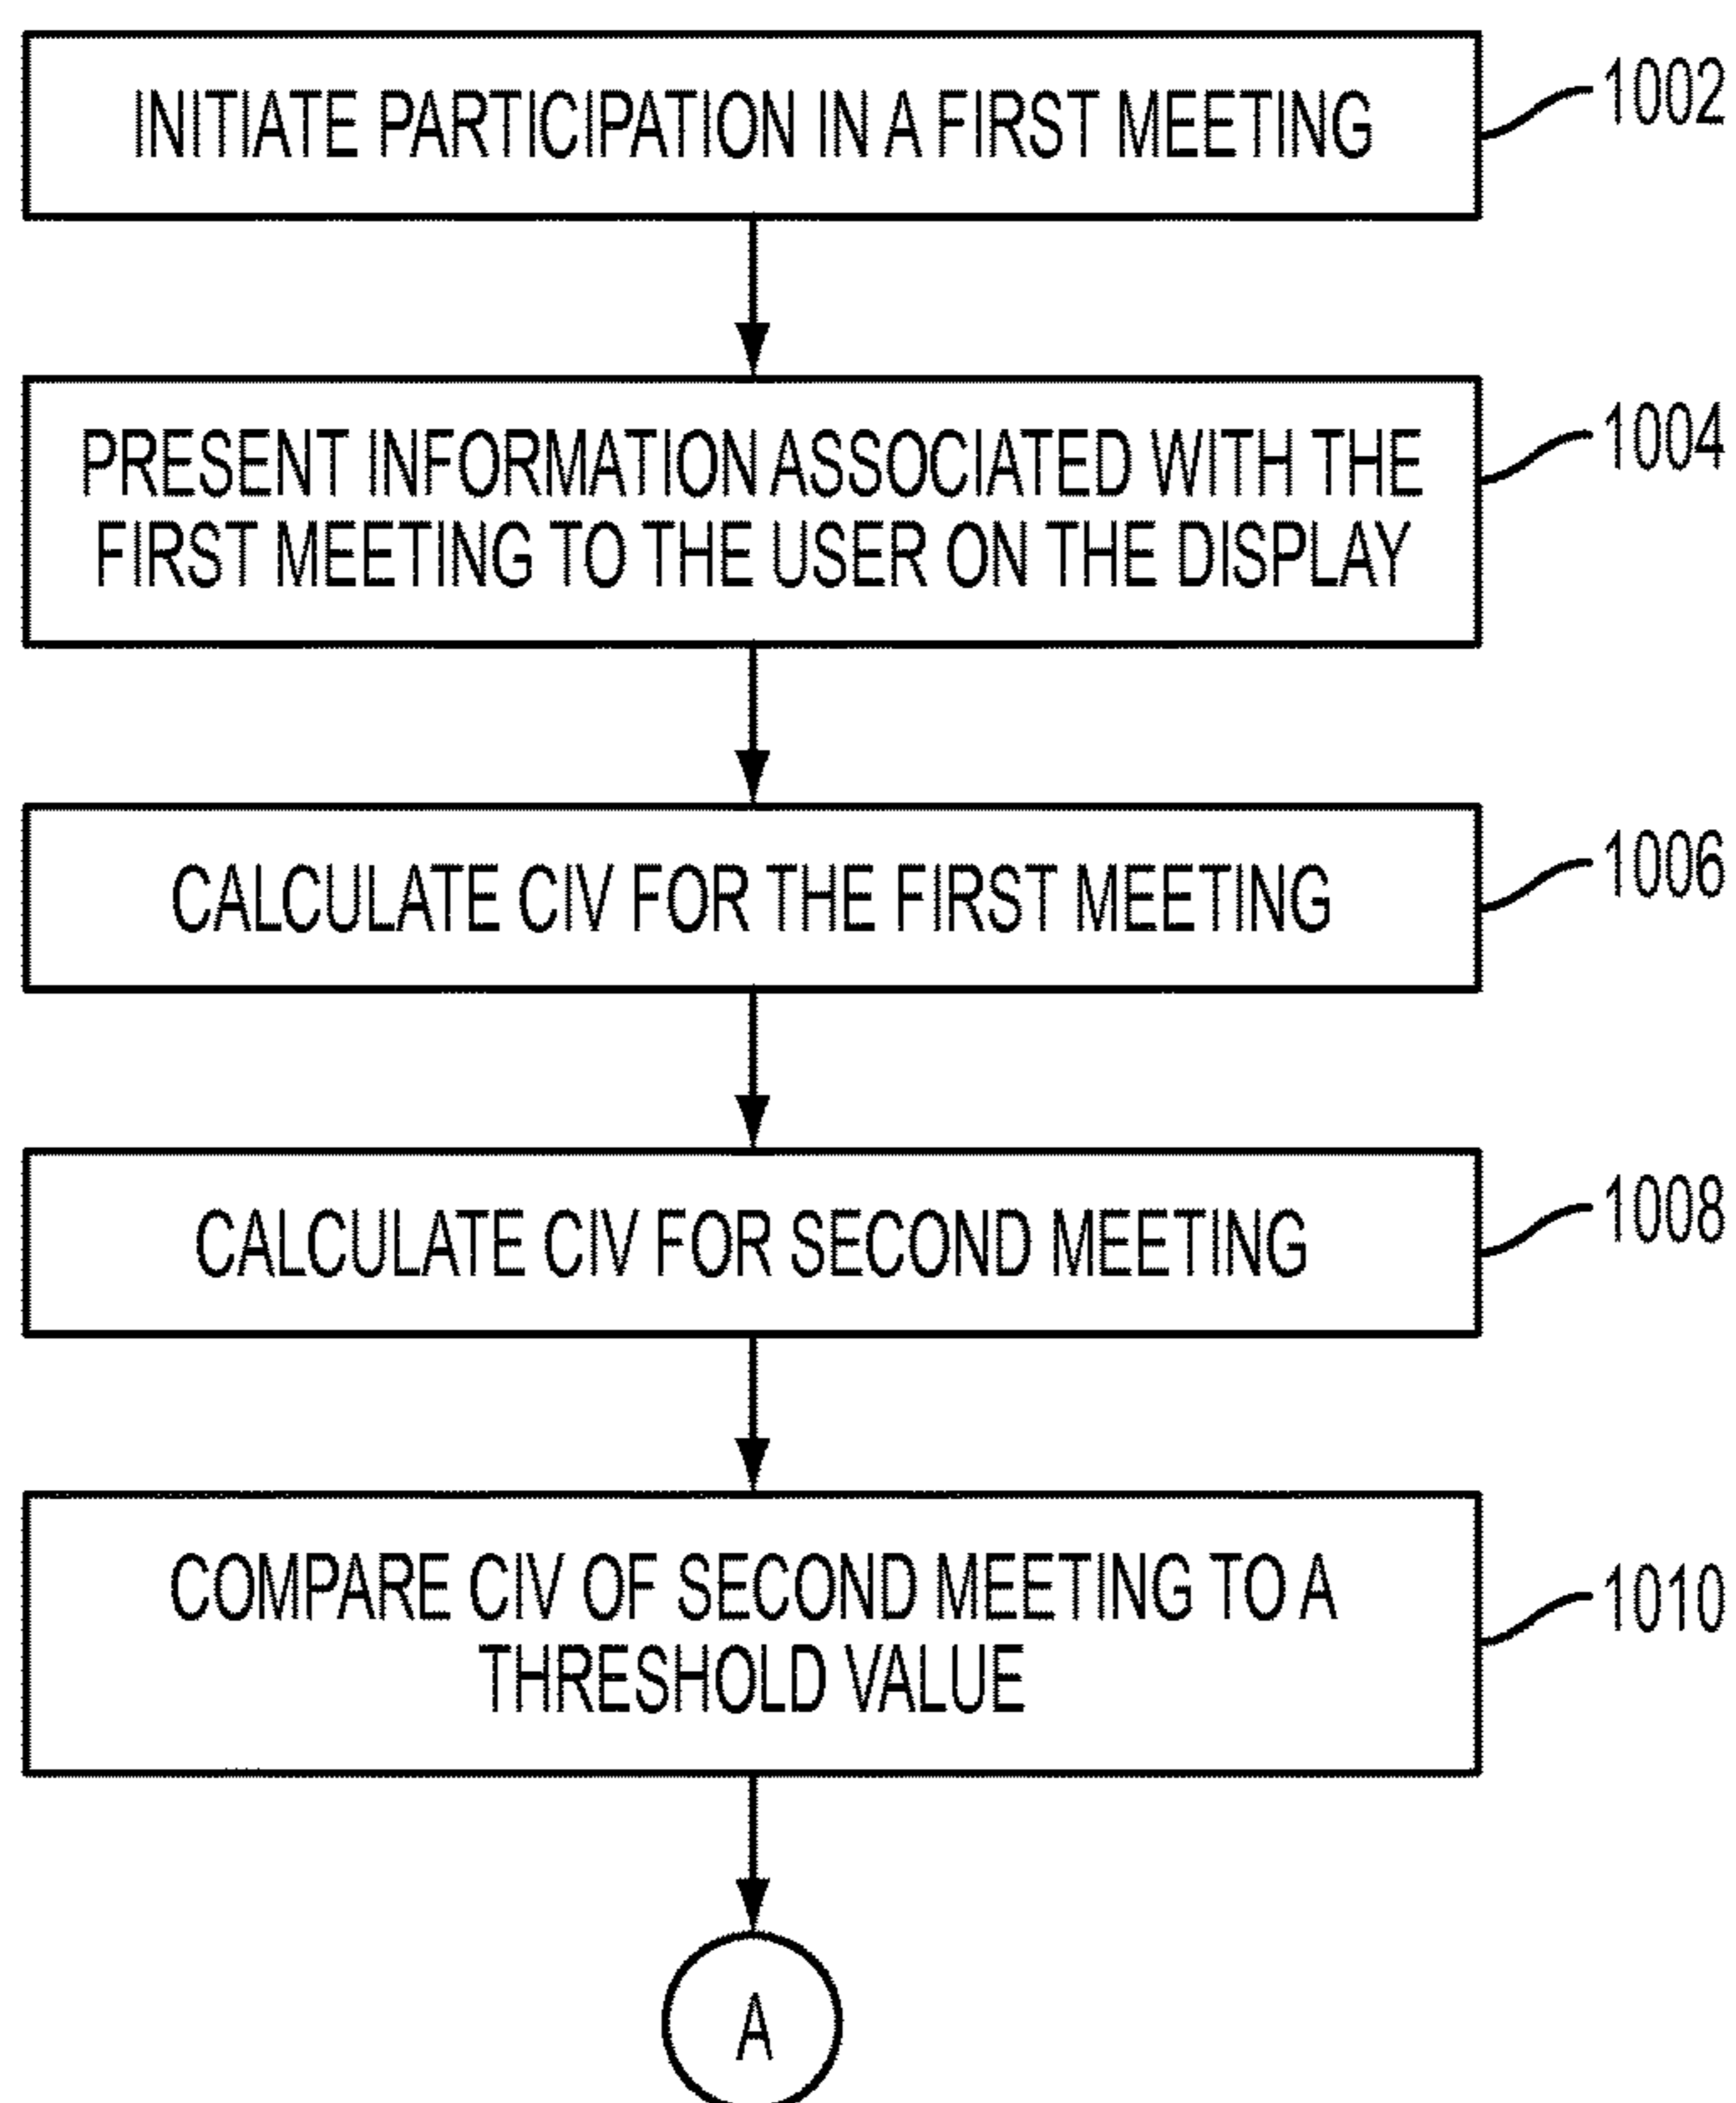 INITIATE PARTICIPATION IN A FIRST MEETING
1002
PRESENT INFORMATION ASSOCIATED WITH THE
FIRST MEETING TO THE USER ON THE DISPLAY
1004
CALCULATE CIV FOR THE FIRST MEETING
1006
CALCULATE CIV FOR SECOND MEETING
1008
COMPARE CIV OF SECOND MEETING TO A
THRESHOLD VALUE
1010
A